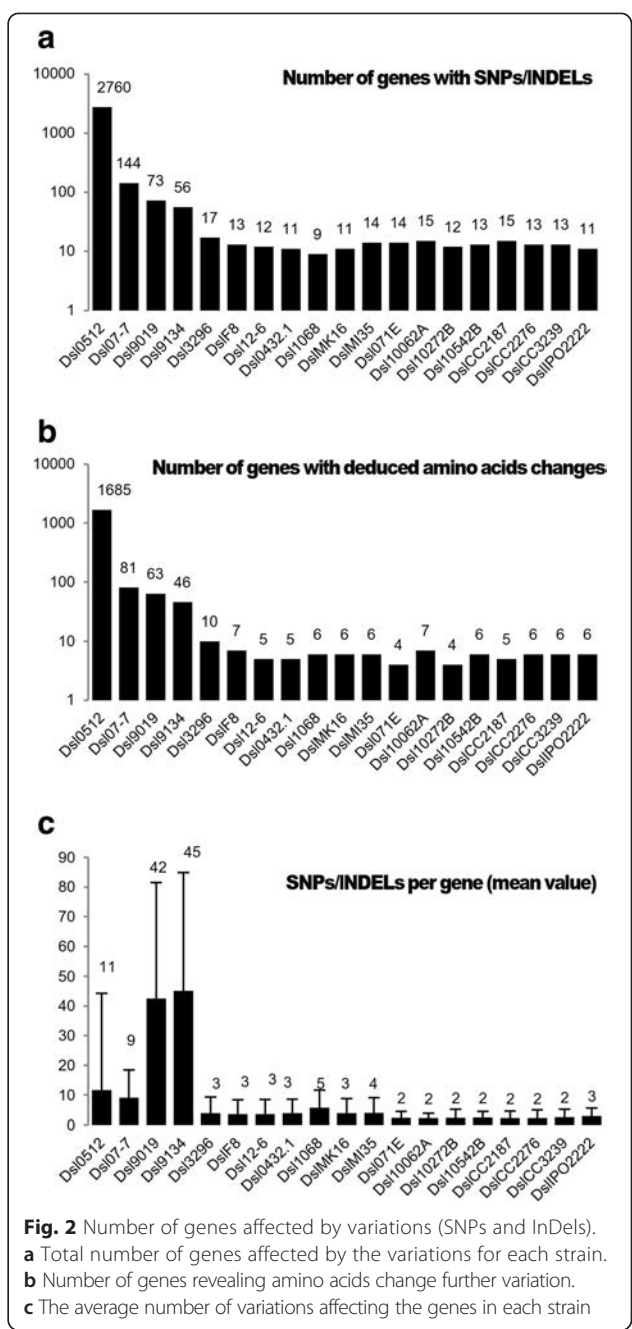 a
Number of genes with SNPs/INDELs
10000
1000
100
10
1
2760
144
73
56
17
13
12
11
9
11
14
14
15
12
13
15
13
13
11
Dsl0512
Dsl07-7
Dsl9019
Dsl9134
Dsl3296
DslF8
Dsl12-6
Dsl0432.1
Dsl1068
DslMK16
DslMI35
Dsl071E
Dsl10062A
Dsl10272B
Dsl10542B
DslCC2187
DslCC2276
DslCC3239
DslIPO2222
b
Number of genes with deduced amino acids changes
10000
1000
100
10
1
1685
81
63
46
10
7
5
5
6
6
6
4
7
4
6
5
6
6
6
Dsl0512
Dsl07-7
Dsl9019
Dsl9134
Dsl3296
DslF8
Dsl12-6
Dsl0432.1
Dsl1068
DslMK16
DslMI35
Dsl071E
Dsl10062A
Dsl10272B
Dsl10542B
DslCC2187
DslCC2276
DslCC3239
DslIPO2222
c
SNPs/INDELs per gene (mean value)
90
80
70
60
50
40
30
20
10
0
11
9
42
45
3
3
3
3
5
3
4
2
2
2
2
2
2
2
3
Dsl0512
Dsl07-7
Dsl9019
Dsl9134
Dsl3296
DslF8
Dsl12-6
Dsl0432.1
Dsl1068
DslMK16
DslMI35
Dsl071E
Dsl10062A
Dsl10272B
Dsl10542B
DslCC2187
DslCC2276
DslCC3239
DslIPO2222
Fig. 2 Number of genes affected by variations (SNPs and InDels).
a Total number of genes affected by the variations for each strain.
b Number of genes revealing amino acids change further variation.
c The average number of variations affecting the genes in each strain